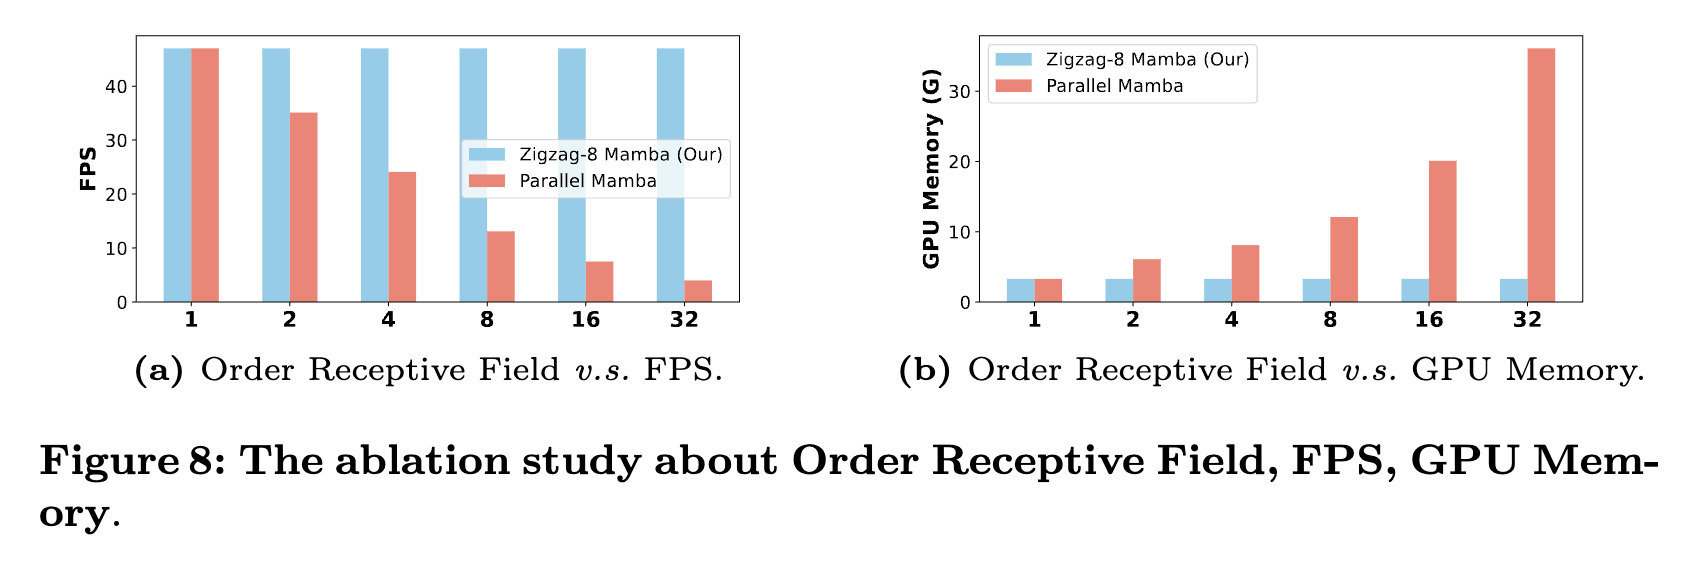 FPS
40
30
20
10
0
Zigzag-8 Mamba (Our)
Parallel Mamba
1 2 4 8 16 32
(a) Order Receptive Field v.s. FPS.
GPU Memory (G)
30
20
10
0
Zigzag-8 Mamba (Our)
Parallel Mamba
1 2 4 8 16 32
(b) Order Receptive Field v.s. GPU Memory.
Figure 8: The ablation study about Order Receptive Field, FPS, GPU Mem-
ory.